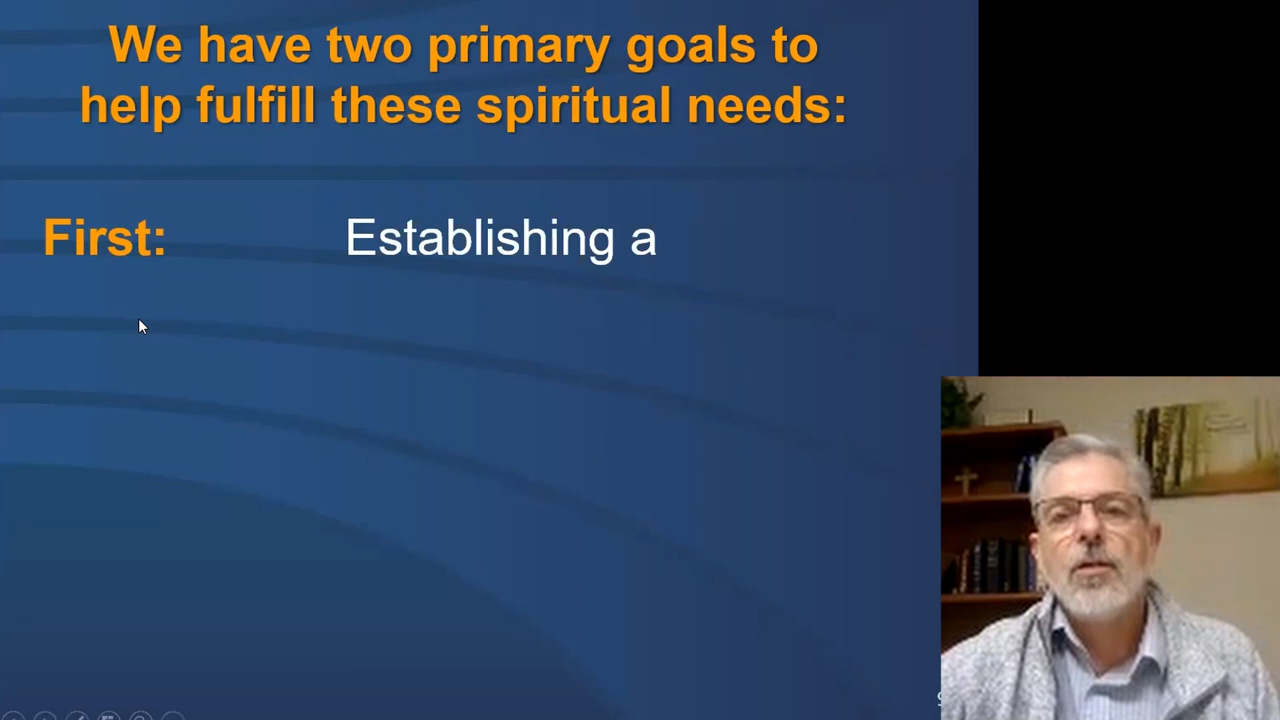 We have two primary goals to
help fulfill these spiritual needs:
First: Establishing a